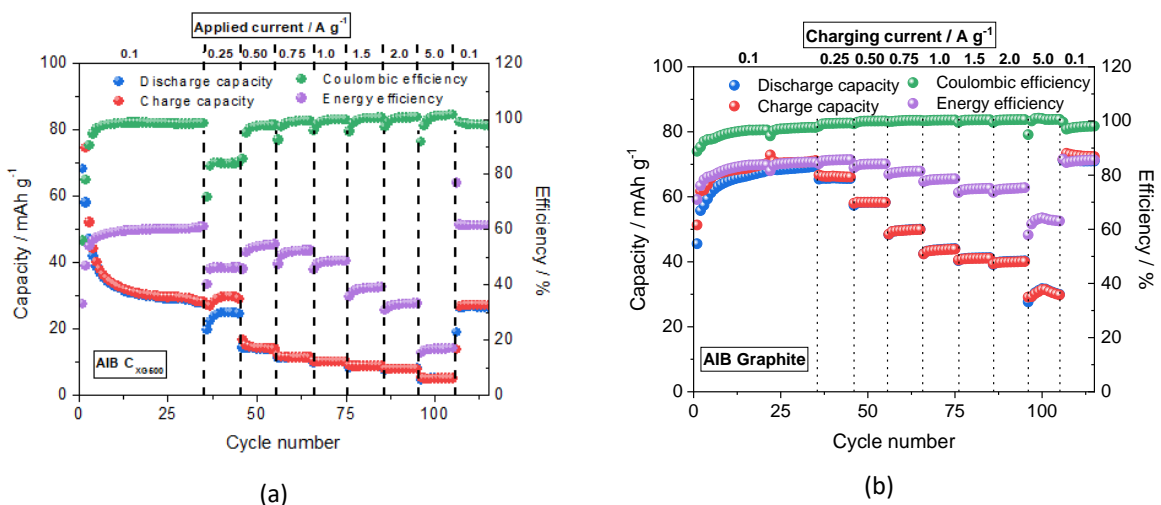 Applied current / A g-1
0.1 0.25 0.50 0.75 1.0 1.5 2.0 5.0 0.1
Discharge capacity
Coulombic efficiency
Charge capacity
Energy efficiency
Capacity / mAh g-1
100
80
60
40
20
0
Efficiency / %
120
100
80
60
40
20
0
AIB CXG600
0 25 50 75 100
Cycle number
(a)
Charging current / A g-1
0.1 0.25 0.50 0.75 1.0 1.5 2.0 5.0 0.1
Discharge capacity
Coulombic efficiency
Charge capacity
Energy efficiency
Capacity / mAh g-1
100
80
60
40
20
0
Efficiency / %
120
100
80
60
40
20
0
AIB Graphite
0 25 50 75 100
Cycle number
(b)